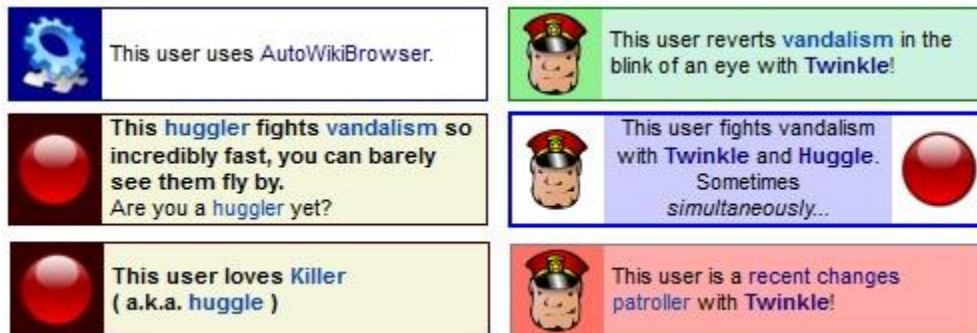 This user uses AutoWikiBrowser.
This user reverts vandalism in the
blink of an eye with Twinkle!
This huggler fights vandalism so
incredibly fast, you can barely
see them fly by.
Are you a huggler yet?
This user fights vandalism
with Twinkle and Huggle.
Sometimes
simultaneously...
This user loves Killer
( a.k.a. huggle )
This user is a recent changes
patroller with Twinkle!